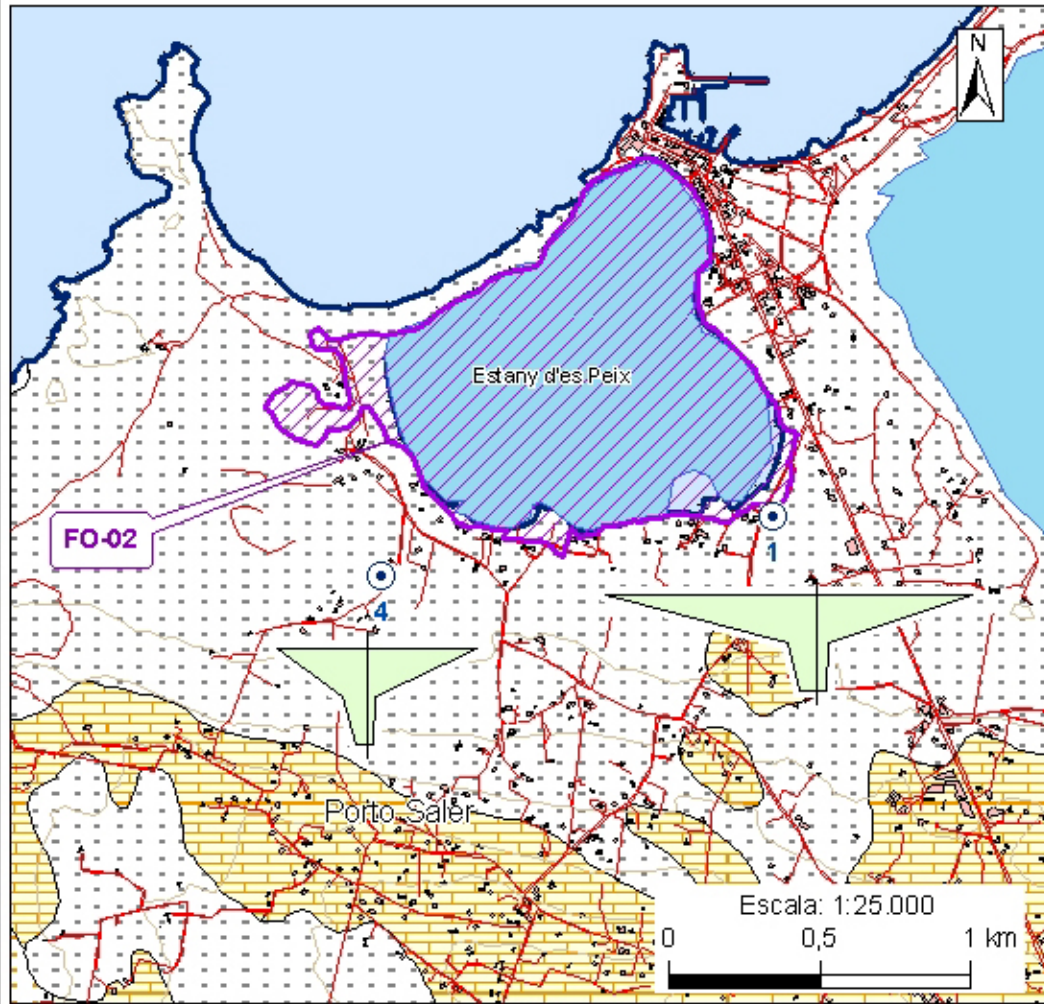 N
Estany d'es Peix
FO-02
1
4
Porto Saler
Escala: 1:25.000
0 0,5 1 km